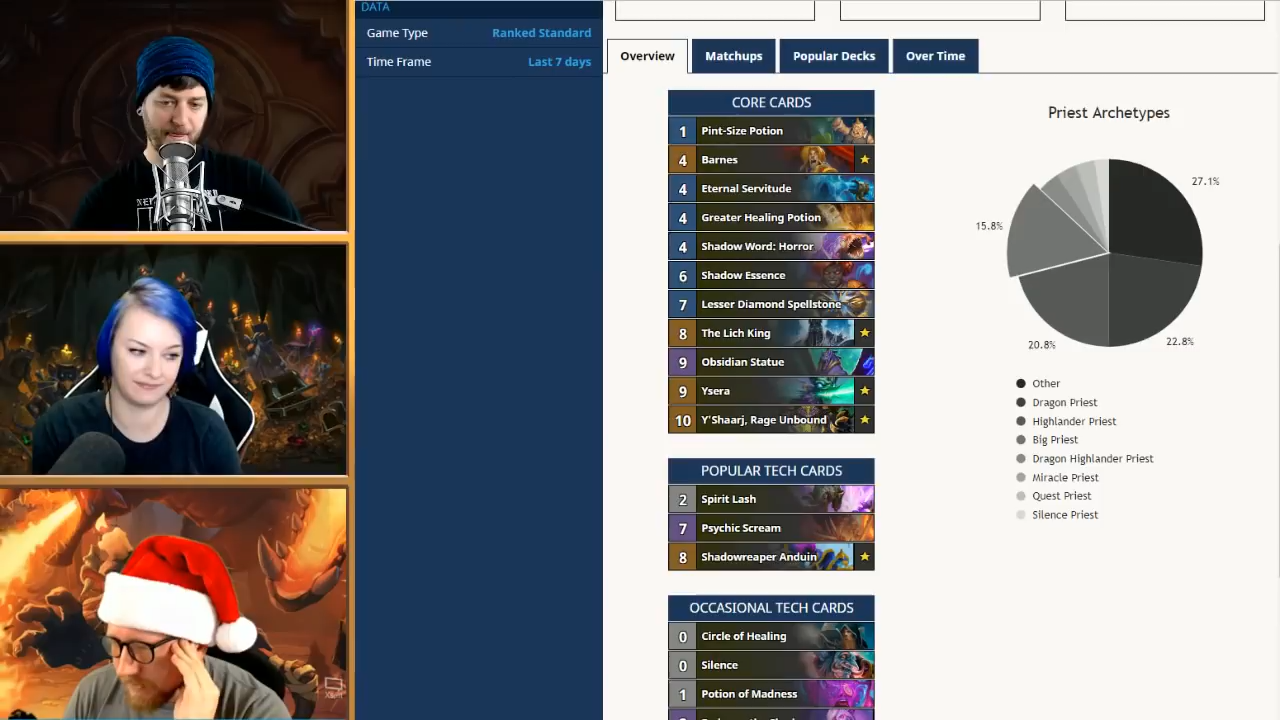 DATA
Game Type Ranked Standard
Time Frame Last 7 days
Overview Matchups Popular Decks Over Time
CORE CARDS
1 Pint-Size Potion
4 Barnes
4 Eternal Servitude
4 Greater Healing Potion
4 Shadow Word: Horror
6 Shadow Essence
7 Lesser Diamond Spellstone
8 The Lich King
9 Obsidian Statue
9 Ysera
10 Y'Shaarj, Rage Unbound
POPULAR TECH CARDS
2 Spirit Lash
7 Psychic Scream
8 Shadowreaper Anduin
OCCASIONAL TECH CARDS
0 Circle of Healing
0 Silence
1 Potion of Madness
Priest Archetypes
27.1%
15.8%
20.8%
22.8%
Other
Dragon Priest
Highlander Priest
Big Priest
Dragon Highlander Priest
Miracle Priest
Quest Priest
Silence Priest